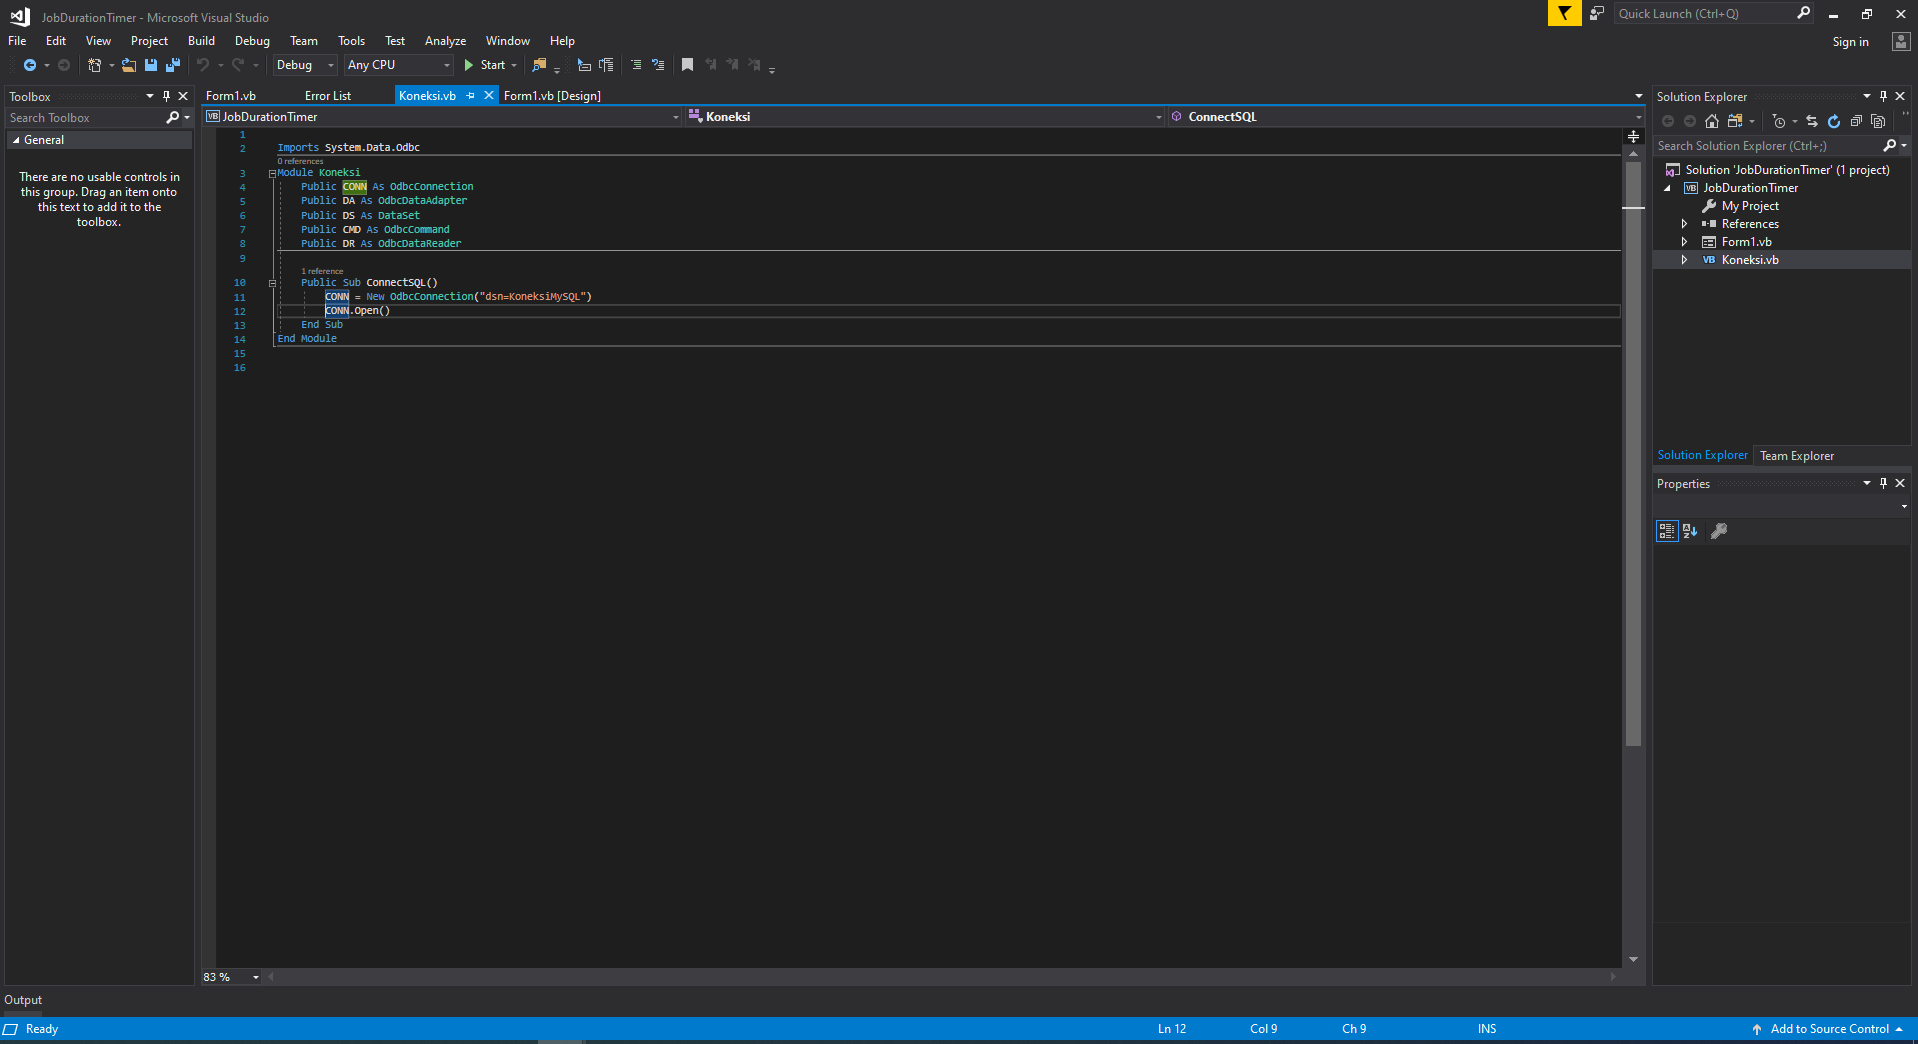 JobDurationTimer - Microsoft Visual Studio
Quick Launch (Ctrl+Q)
File Edit View Project Build Debug Team Tools Test Analyze Window Help
Sign in
Debug Any CPU Start
Toolbox
Search Toolbox
General
There are no usable controls in
this group. Drag an item onto
this text to add it to the
toolbox.
Form1.vb Error List Koneksi.vb Form1.vb [Design]
VB JobDurationTimer Koneksi ConnectSQL
1
2 Imports System.Data.Odbc
0 references
3 Module Koneksi
4 Public CONN As OdbcConnection
5 Public DA As OdbcDataAdapter
6 Public DS As DataSet
7 Public CMD As OdbcCommand
8 Public DR As OdbcDataReader
9
1 reference
10 Public Sub ConnectSQL()
11 CONN = New OdbcConnection("dsn=KoneksiMySQL")
12 CONN.Open()
13 End Sub
14 End Module
15
16
83 %
Solution Explorer
Search Solution Explorer (Ctrl+;)
Solution 'JobDurationTimer' (1 project)
VB JobDurationTimer
My Project
References
Form1.vb
VB Koneksi.vb
Solution Explorer Team Explorer
Properties
Output
Ready Ln 12 Col 9 Ch 9 INS Add to Source Control